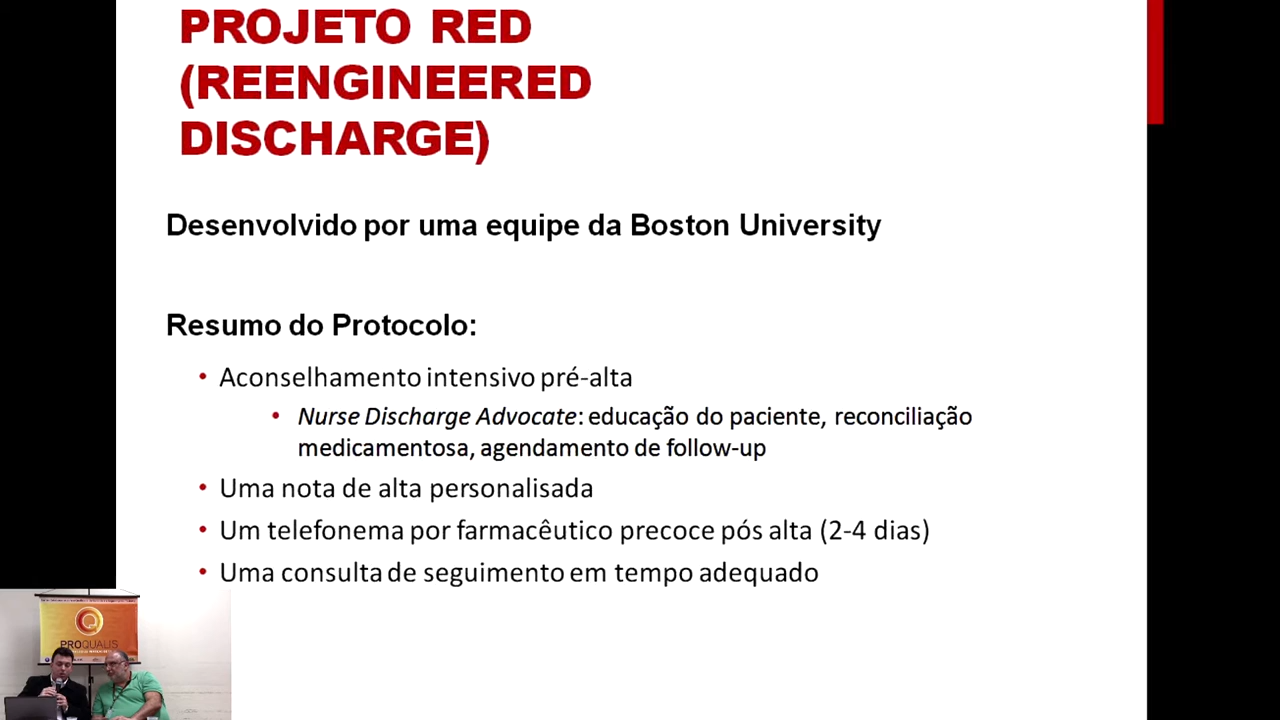 PROJETO RED
(REENGINEERED
DISCHARGE)
Desenvolvido por uma equipe da Boston University
Resumo do Protocolo:
• Aconselhamento intensivo pré-alta
• Nurse Discharge Advocate: educação do paciente, reconciliação
medicamentosa, agendamento de follow-up
• Uma nota de alta personalisada
• Um telefonema por farmacêutico precoce pós alta (2-4 dias)
• Uma consulta de seguimento em tempo adequado
PROQUALIS